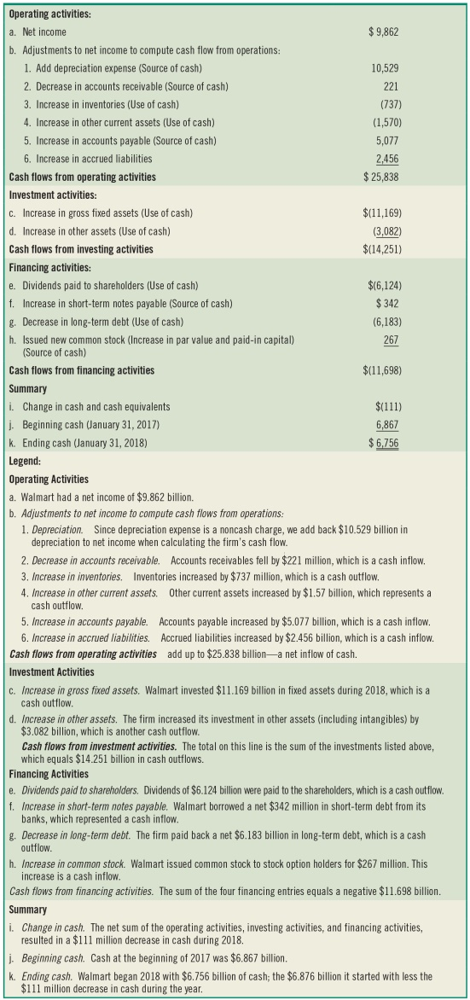 Operating activities:
a. Net income $ 9,862
b. Adjustments to net income to compute cash flow from operations:
1. Add depreciation expense (Source of cash) 10,529
2. Decrease in accounts receivable (Source of cash) 221
3. Increase in inventories (Use of cash) (737)
4. Increase in other current assets (Use of cash) (1,570)
5. Increase in accounts payable (Source of cash) 5,077
6. Increase in accrued liabilities 2,456
Cash flows from operating activities $ 25,838
Investment activities:
c. Increase in gross fixed assets (Use of cash) $(11,169)
d. Increase in other assets (Use of cash) (3,082)
Cash flows from investing activities $(14,251)
Financing activities:
e. Dividends paid to shareholders (Use of cash) $(6,124)
f. Increase in short-term notes payable (Source of cash) $ 342
g. Decrease in long-term debt (Use of cash) (6,183)
h. Issued new common stock (Increase in par value and paid-in capital) 267
(Source of cash)
Cash flows from financing activities $(11,698)
Summary
i. Change in cash and cash equivalents $(111)
j. Beginning cash (January 31, 2017) 6,867
k. Ending cash (January 31, 2018) $ 6,756
Legend:
Operating Activities
a. Walmart had a net income of $9.862 billion.
b. Adjustments to net income to compute cash flows from operations:
1. Depreciation. Since depreciation expense is a noncash charge, we add back $10.529 billion in
depreciation to net income when calculating the firm's cash flow.
2. Decrease in accounts receivable. Accounts receivables fell by $221 million, which is a cash inflow.
3. Increase in inventories. Inventories increased by $737 million, which is a cash outflow.
4. Increase in other current assets. Other current assets increased by $1.57 billion, which represents a
cash outflow.
5. Increase in accounts payable. Accounts payable increased by $5.077 billion, which is a cash inflow.
6. Increase in accrued liabilities. Accrued liabilities increased by $2.456 billion, which is a cash inflow.
Cash flows from operating activities add up to $25.838 billion—a net inflow of cash.
Investment Activities
c. Increase in gross fixed assets. Walmart invested $11.169 billion in fixed assets during 2018, which is a
cash outflow.
d. Increase in other assets. The firm increased its investment in other assets (including intangibles) by
$3.082 billion, which is another cash outflow.
Cash flows from investment activities. The total on this line is the sum of the investments listed above,
which equals $14.251 billion in cash outflows.
Financing Activities
e. Dividends paid to shareholders. Dividends of $6.124 billion were paid to the shareholders, which is a cash outflow.
f. Increase in short-term notes payable. Walmart borrowed a net $342 million in short-term debt from its
banks, which represented a cash inflow.
g. Decrease in long-term debt. The firm paid back a net $6.183 billion in long-term debt, which is a cash
outflow.
h. Increase in common stock. Walmart issued common stock to stock option holders for $267 million. This
increase is a cash inflow.
Cash flows from financing activities. The sum of the four financing entries equals a negative $11.698 billion.
Summary
i. Change in cash. The net sum of the operating activities, investing activities, and financing activities,
resulted in a $111 million decrease in cash during 2018.
j. Beginning cash. Cash at the beginning of 2017 was $6.867 billion.
k. Ending cash. Walmart began 2018 with $6.756 billion of cash; the $6.876 billion it started with less the
$111 million decrease in cash during the year.